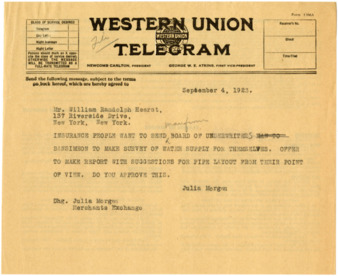 WESTERN UNION
TELEGRAM
WESTERN UNION
NEWCOMB CARLTON, PRESIDENT
GEORGE W. E. ATKINS, FIRST VICE-PRESIDENT
Send the following message, subject to the terms
on back hereof, which are hereby agreed to
September 4, 1923.
Mr. William Randolph Hearst,
137 Riverside Drive,
New York, New York.
INSURANCE PEOPLE WANT TO SEND BOARD OF UNDERWRITERS
SANSIMEON TO MAKE SURVEY OF WATER SUPPLY FOR THEMSELVES. OFFER
TO MAKE REPORT WITH SUGGESTIONS FOR PIPE LAYOUT FROM THEIR POINT
OF VIEW. DO YOU APPROVE THIS.
Julia Morgan
Chg. Julia Morgan
Merchants Exchange